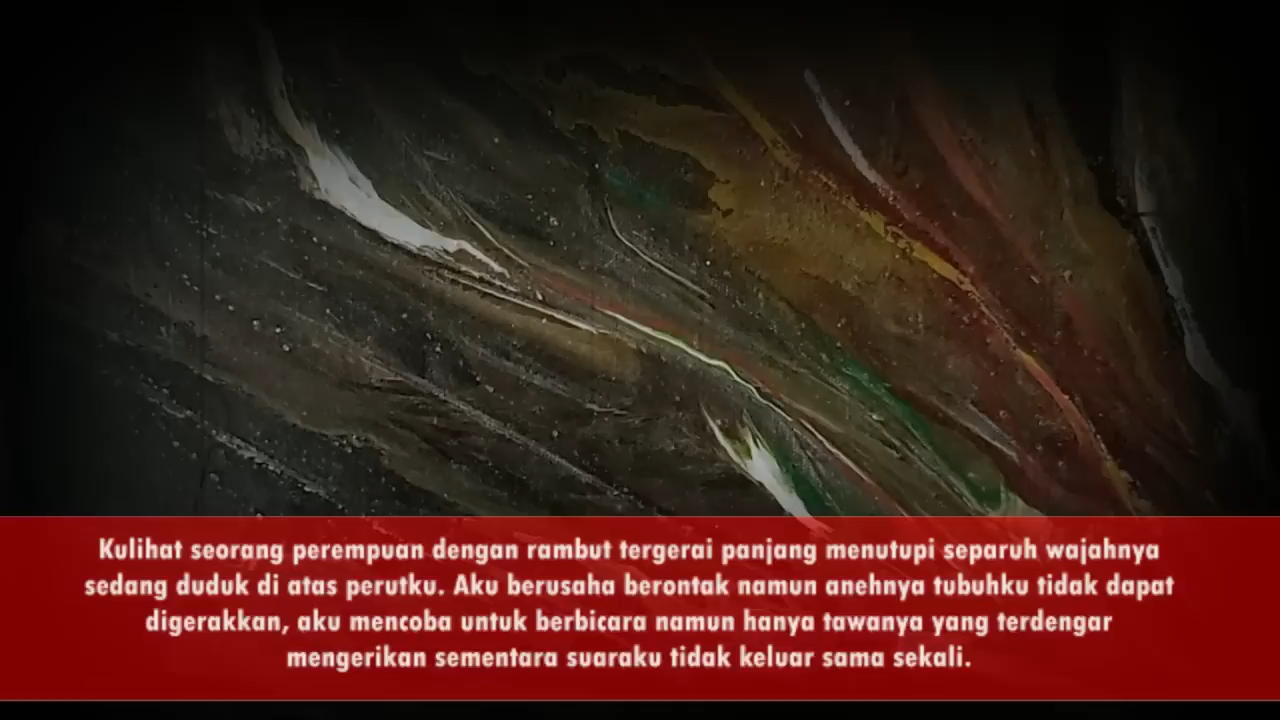 Kulihat seorang perempuan dengan rambut tergerai panjang menutupi separuh wajahnya
sedang duduk di atas perutku. Aku berusaha berontak namun anehnya tubuhku tidak dapat
digerakkan, aku mencoba untuk berbicara namun hanya tawanya yang terdengar
mengerikan sementara suaraku tidak keluar sama sekali.